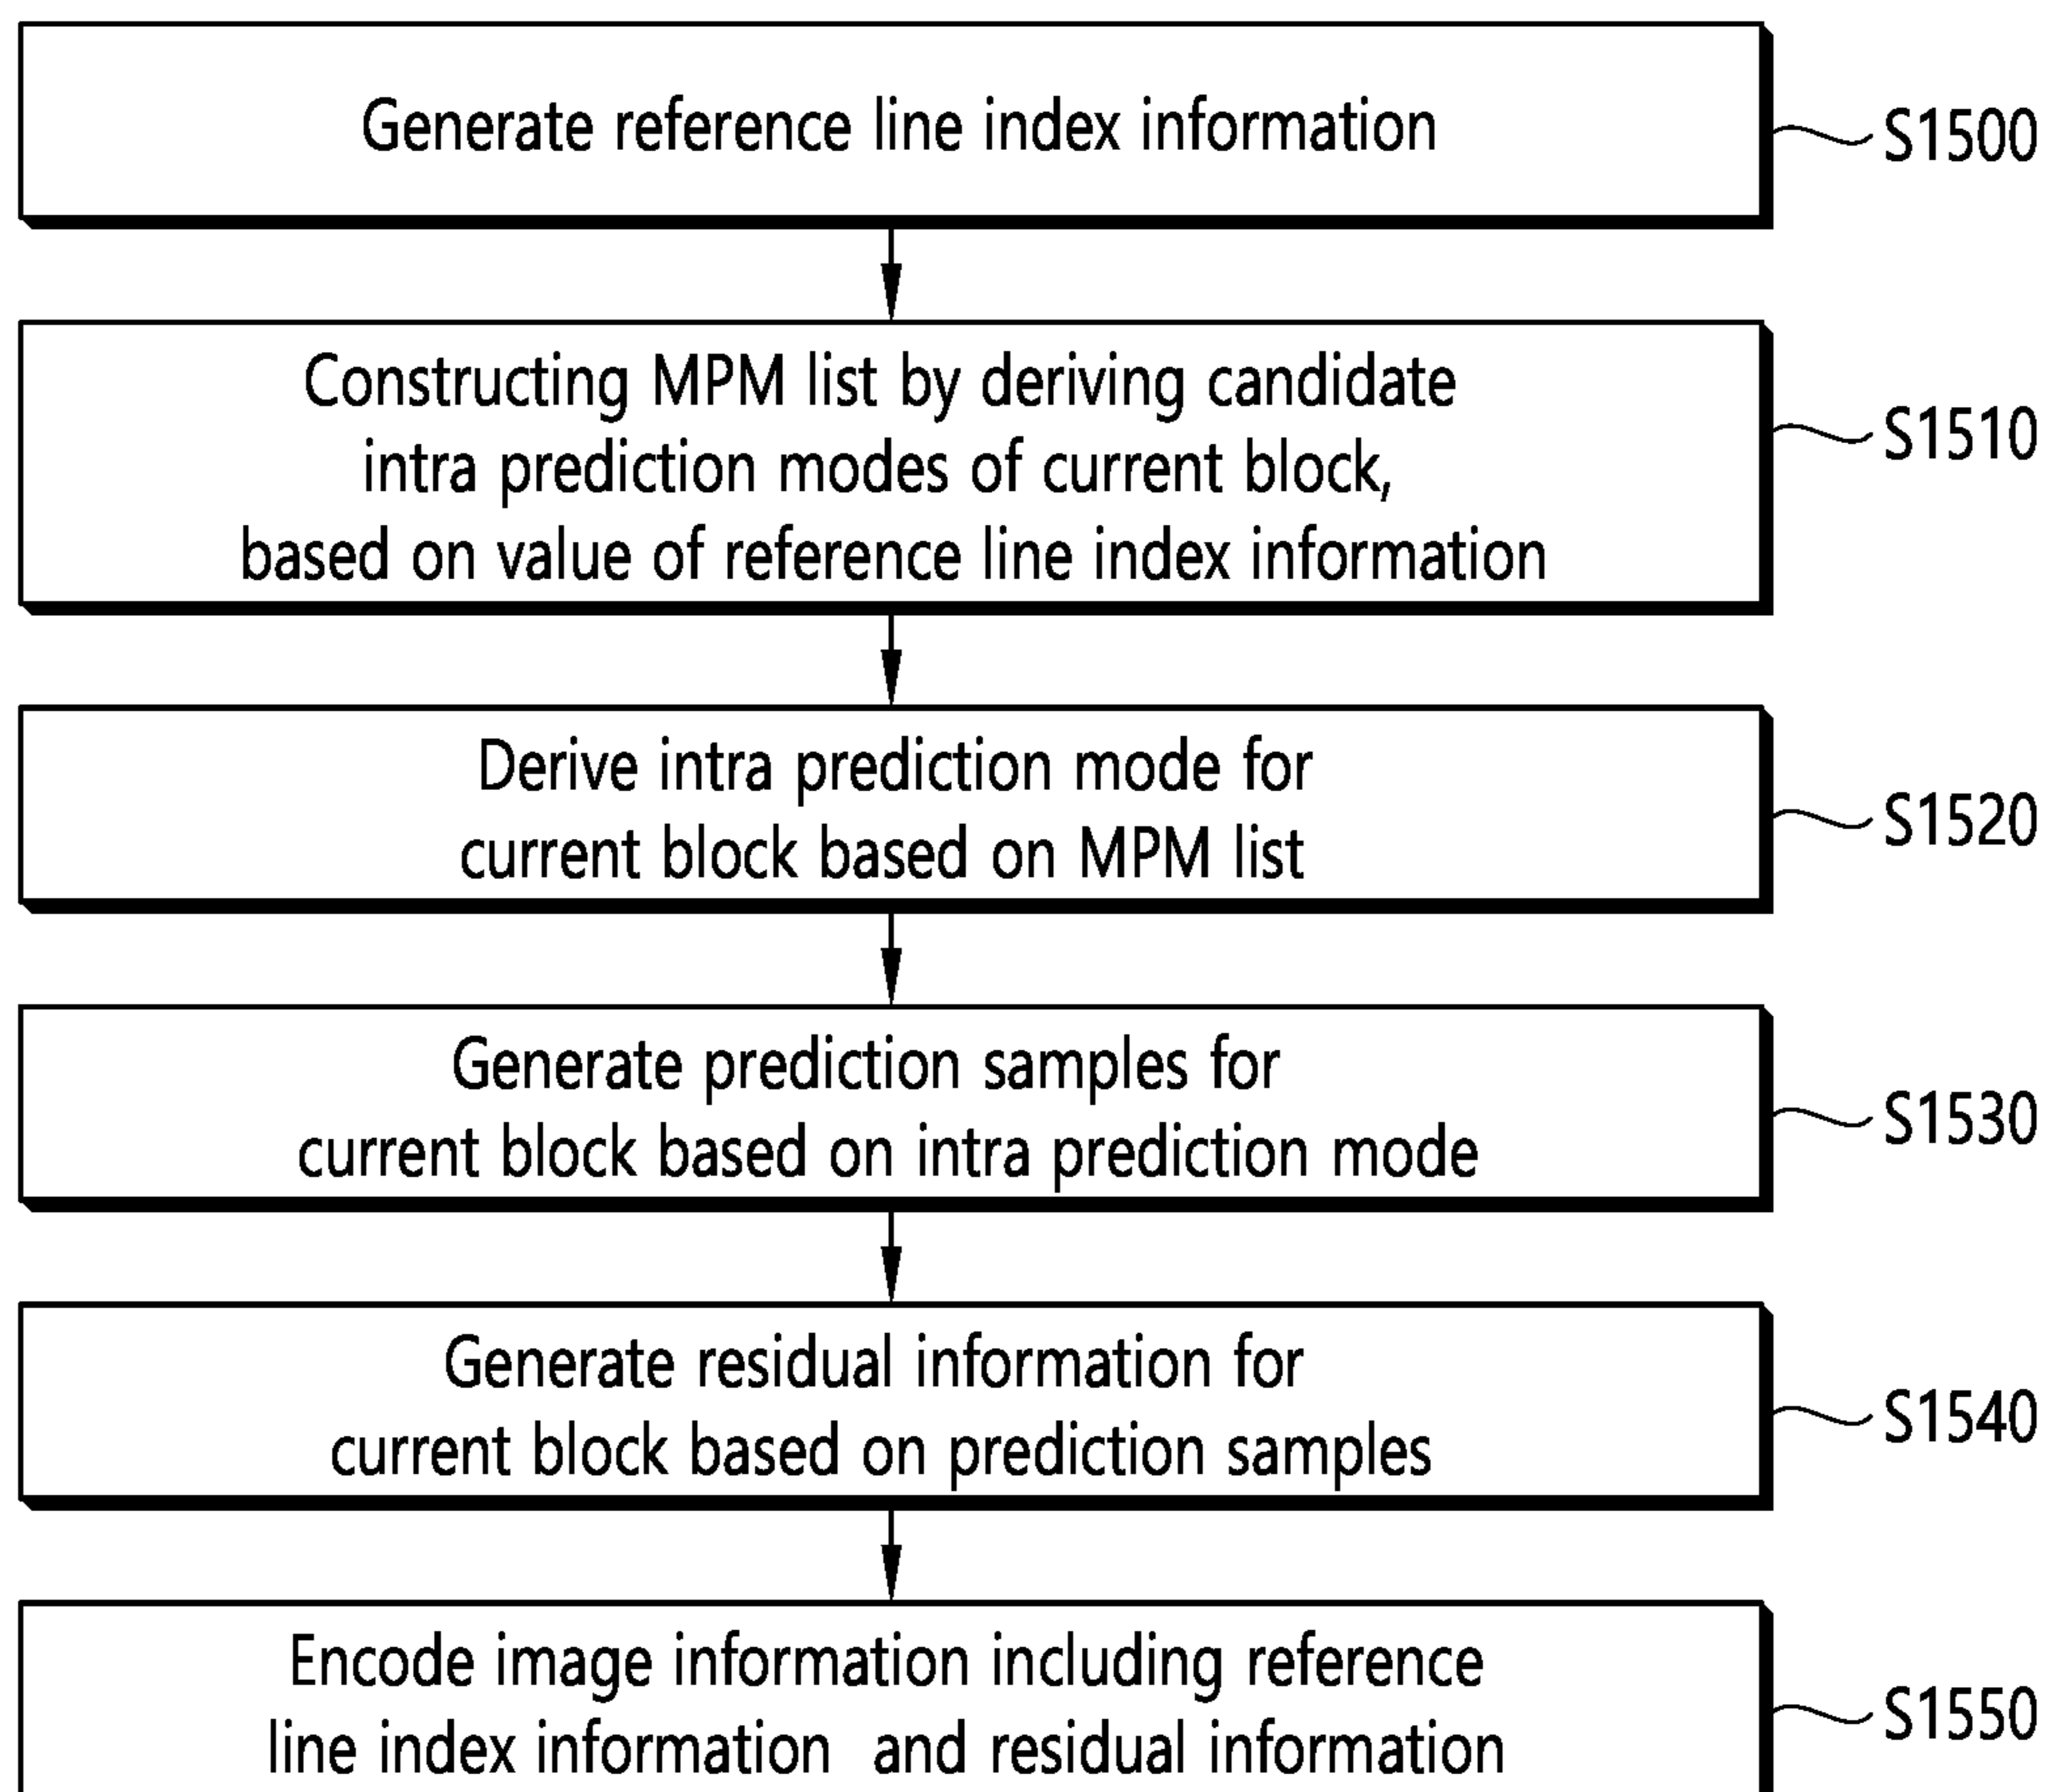 Generate reference line index information
S1500
Constructing MPM list by deriving candidate
intra prediction modes of current block,
based on value of reference line index information
S1510
Derive intra prediction mode for
current block based on MPM list
S1520
Generate prediction samples for
current block based on intra prediction mode
S1530
Generate residual information for
current block based on prediction samples
S1540
Encode image information including reference
line index information and residual information
S1550